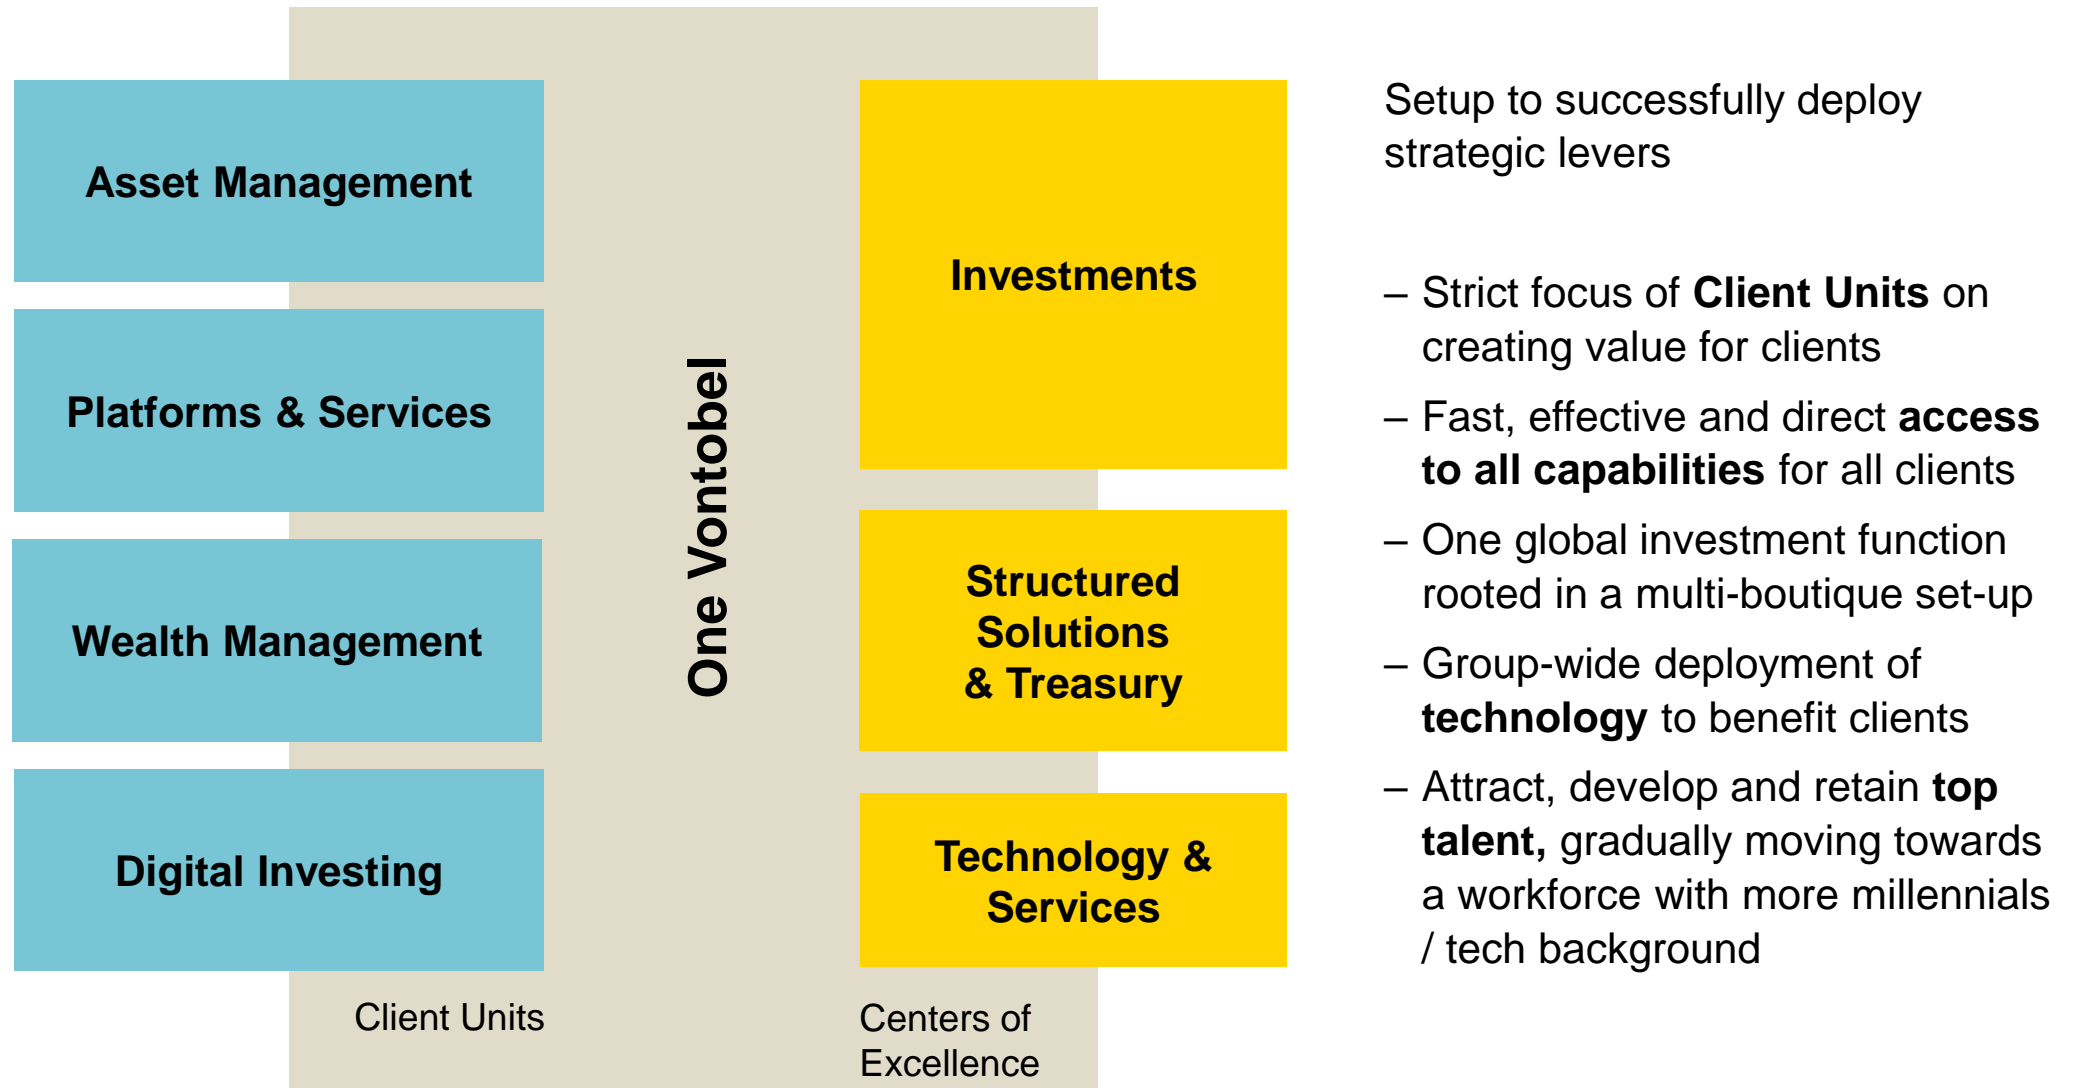 Asset Management
Platforms & Services
Wealth Management
Digital Investing
Client Units
One Vontobel
Investments
Structured
Solutions
& Treasury
Technology &
Services
Centers of
Excellence
Setup to successfully deploy
strategic levers
– Strict focus of Client Units on
creating value for clients
– Fast, effective and direct access
to all capabilities for all clients
– One global investment function
rooted in a multi-boutique set-up
– Group-wide deployment of
technology to benefit clients
– Attract, develop and retain top
talent, gradually moving towards
a workforce with more millennials
/ tech background